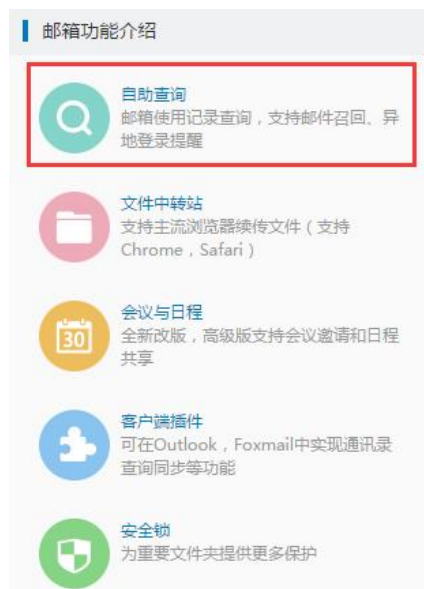 邮箱功能介绍
自助查询
邮箱使用记录查询，支持邮件召回、异
地登录提醒
文件中转站
支持主流浏览器续传文件（支持
Chrome，Safari）
会议与日程
30
全新改版，高级版支持会议邀请和日程
共享
客户端插件
可在Outlook，Foxmail中实现通讯录
查询同步等功能
安全锁
为重要文件夹提供更多保护